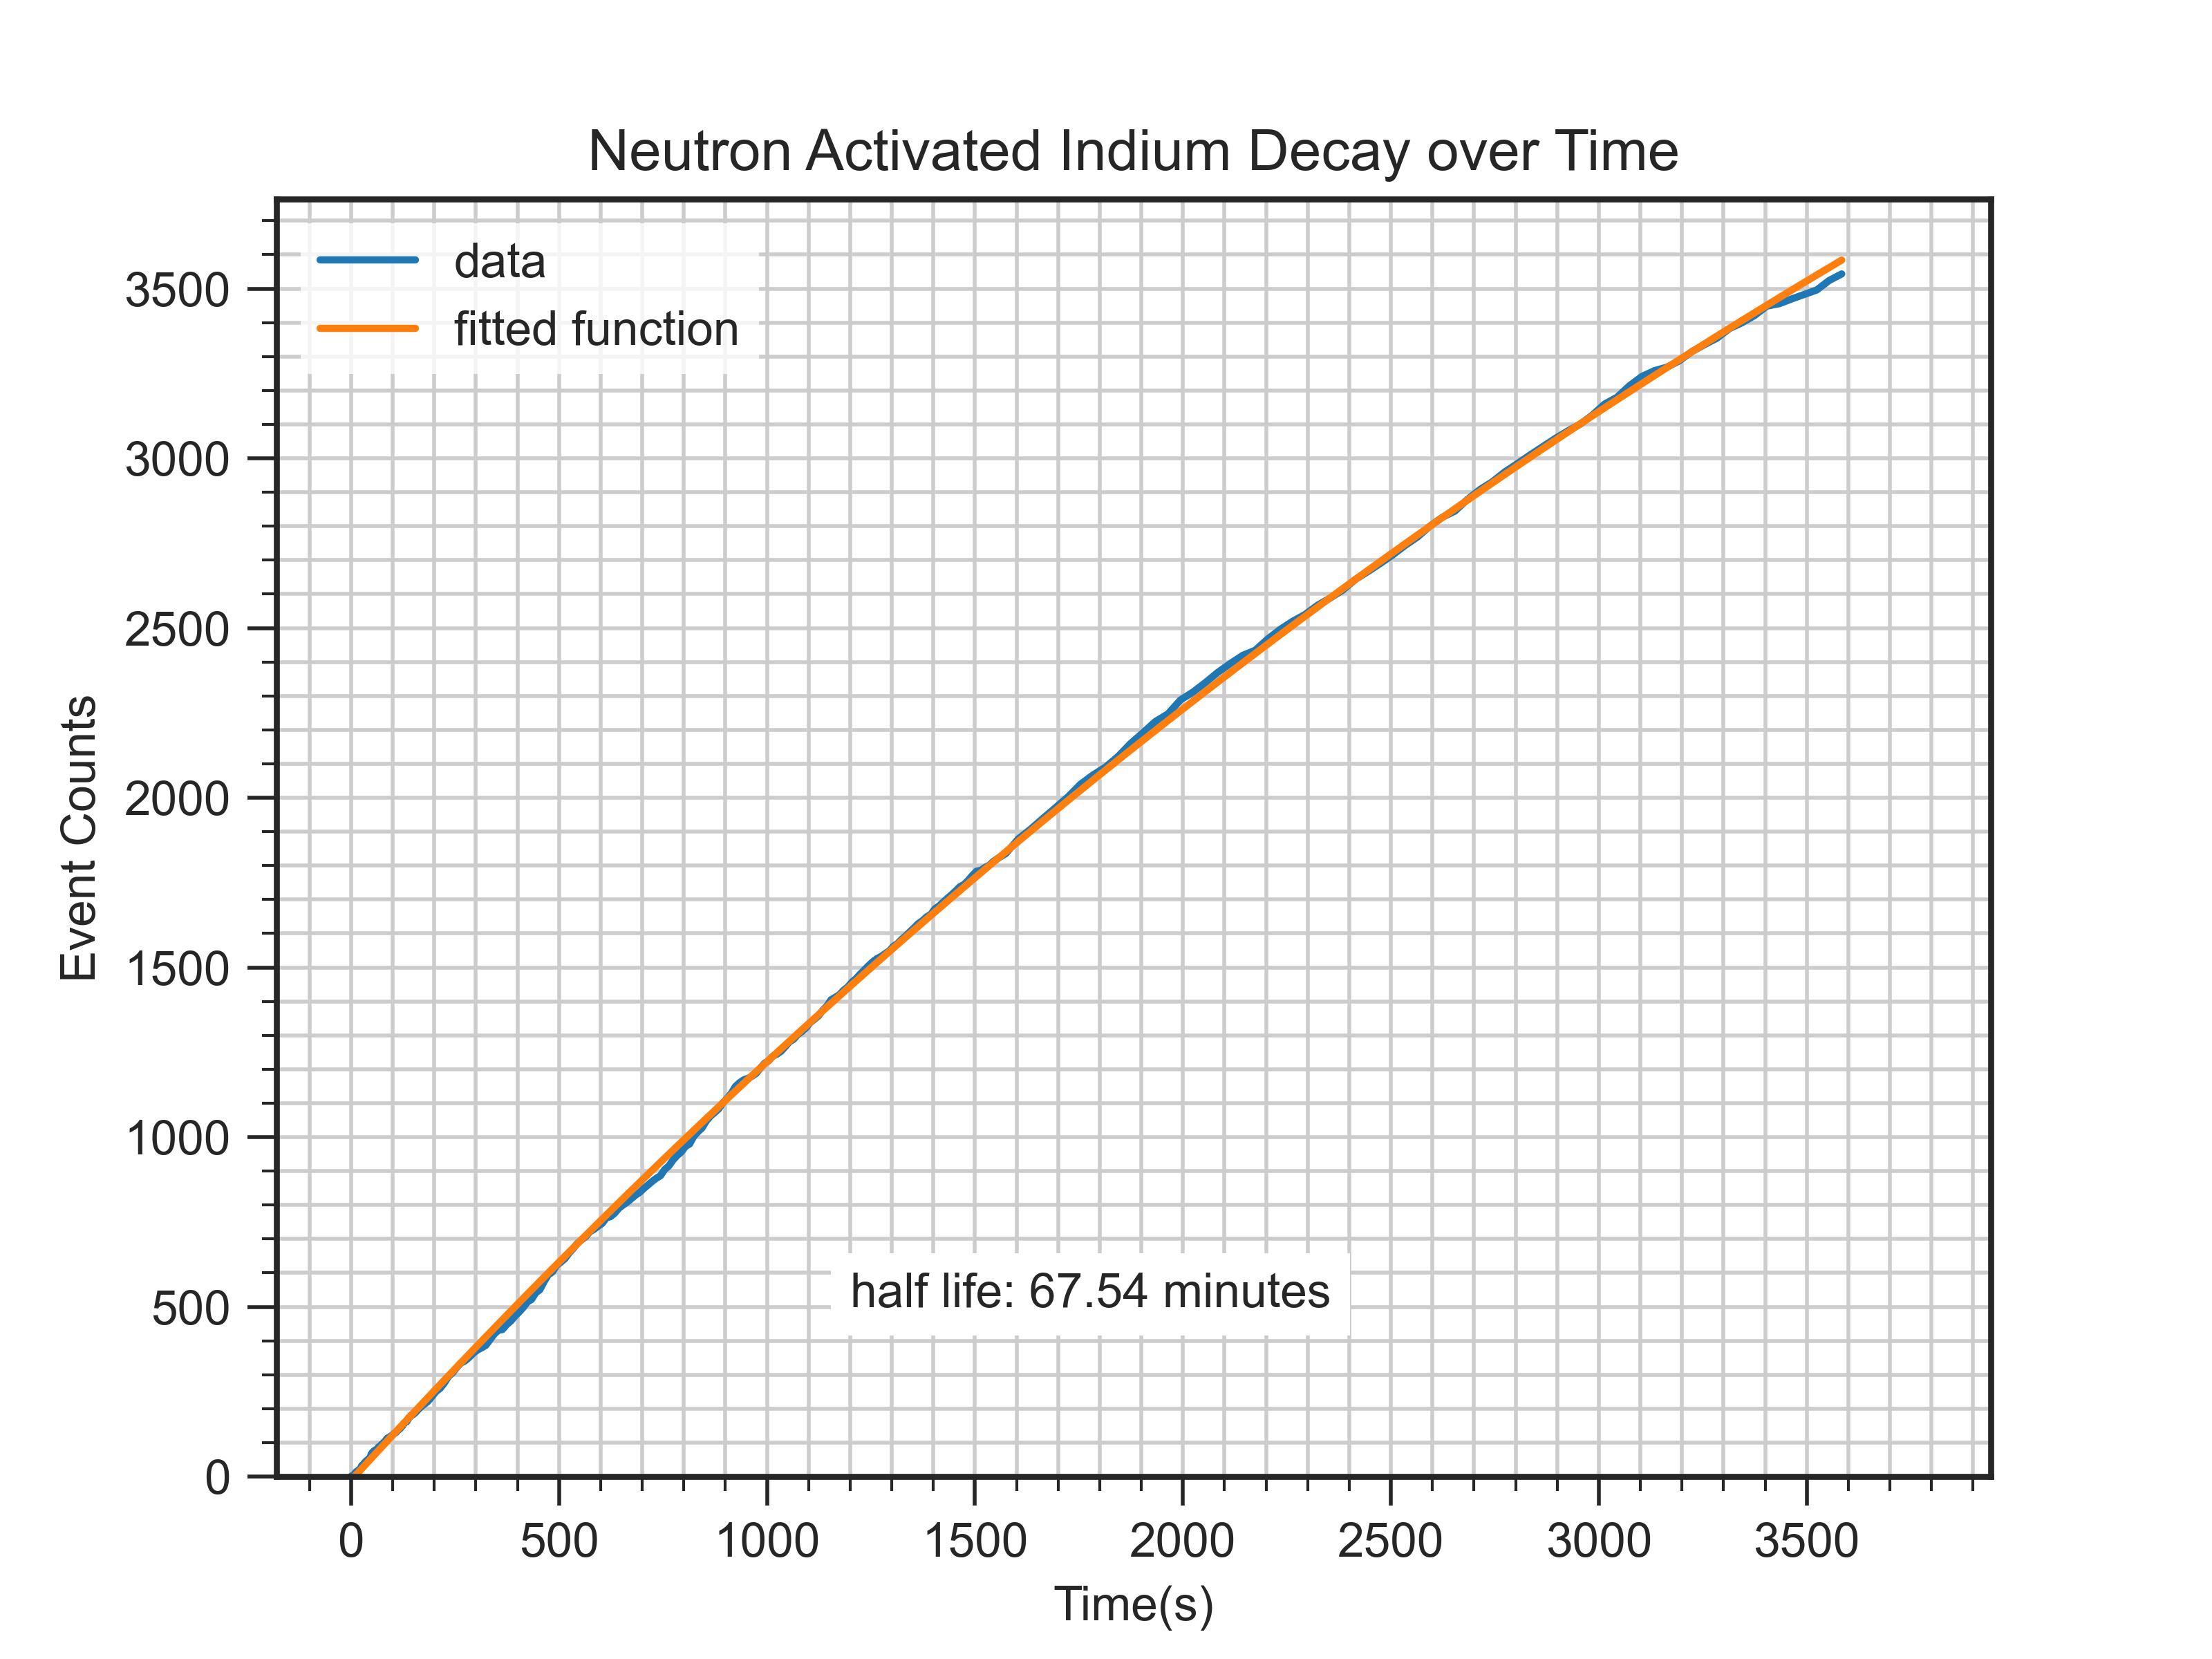 Neutron Activated Indium Decay over Time
data
fitted function
3500
3000
2500
2000
1500
1000
500
0
Event Counts
half life: 67.54 minutes
0 500 1000 1500 2000 2500 3000 3500
Time(s)